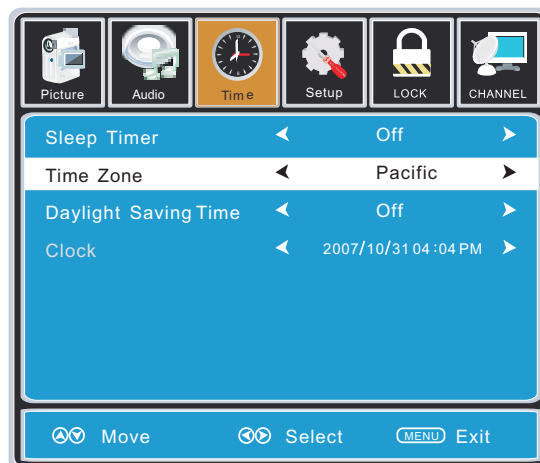 Picture Audio Time Setup LOCK CHANNEL
Sleep Timer Off
Time Zone Pacific
Daylight Saving Time Off
Clock 2007/10/31 04:04 PM
Move Select MENU Exit